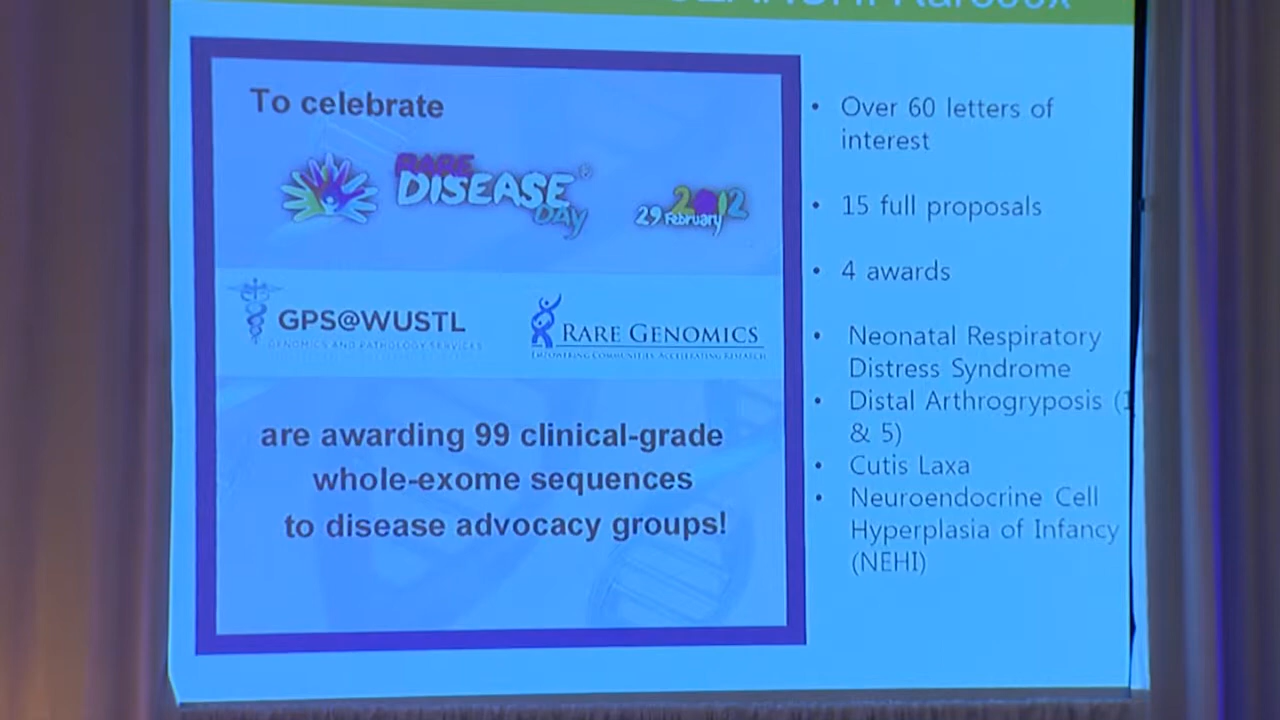 To celebrate
RARE
DISEASE
DAY
29 February 2012
GPS@WUSTL
GENOMICS AND PATHOLOGY SERVICES
RARE GENOMICS
EMPOWERING COMMUNITIES. ACCELERATING RESEARCH
are awarding 99 clinical-grade
whole-exome sequences
to disease advocacy groups!
• Over 60 letters of
interest
• 15 full proposals
• 4 awards
• Neonatal Respiratory
Distress Syndrome
• Distal Arthrogryposis (1
& 5)
• Cutis Laxa
• Neuroendocrine Cell
Hyperplasia of Infancy
(NEHI)